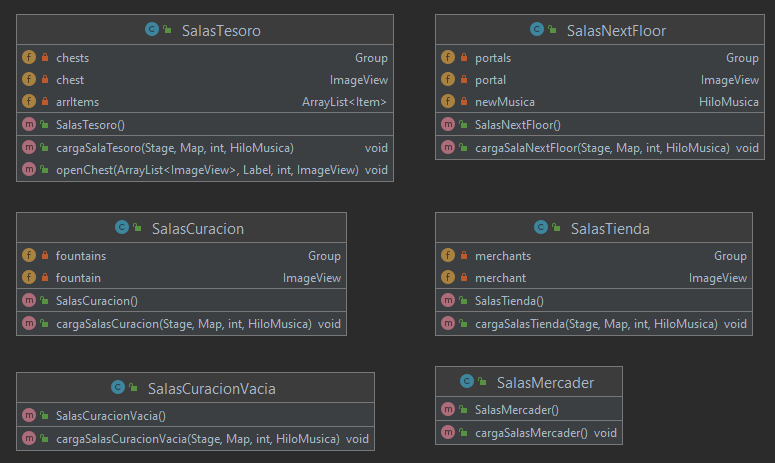 SalasTesoro
chests Group
chest ImageView
arrItems ArrayList<Item>
SalasTesoro()
cargaSalaTesoro(Stage, Map, int, HiloMusica) void
openChest(ArrayList<ImageView>, Label, int, ImageView) void
SalasNextFloor
portals Group
portal ImageView
newMusica HiloMusica
SalasNextFloor()
cargaSalaNextFloor(Stage, Map, int, HiloMusica) void
SalasCuracion
fountains Group
fountain ImageView
SalasCuracion()
cargaSalasCuracion(Stage, Map, int, HiloMusica) void
SalasTienda
merchants Group
merchant ImageView
SalasTienda()
cargaSalasTienda(Stage, Map, int, HiloMusica) void
SalasCuracionVacia
SalasCuracionVacia()
cargaSalasCuracionVacia(Stage, Map, int, HiloMusica) void
SalasMercader
SalasMercader()
cargaSalasMercader() void